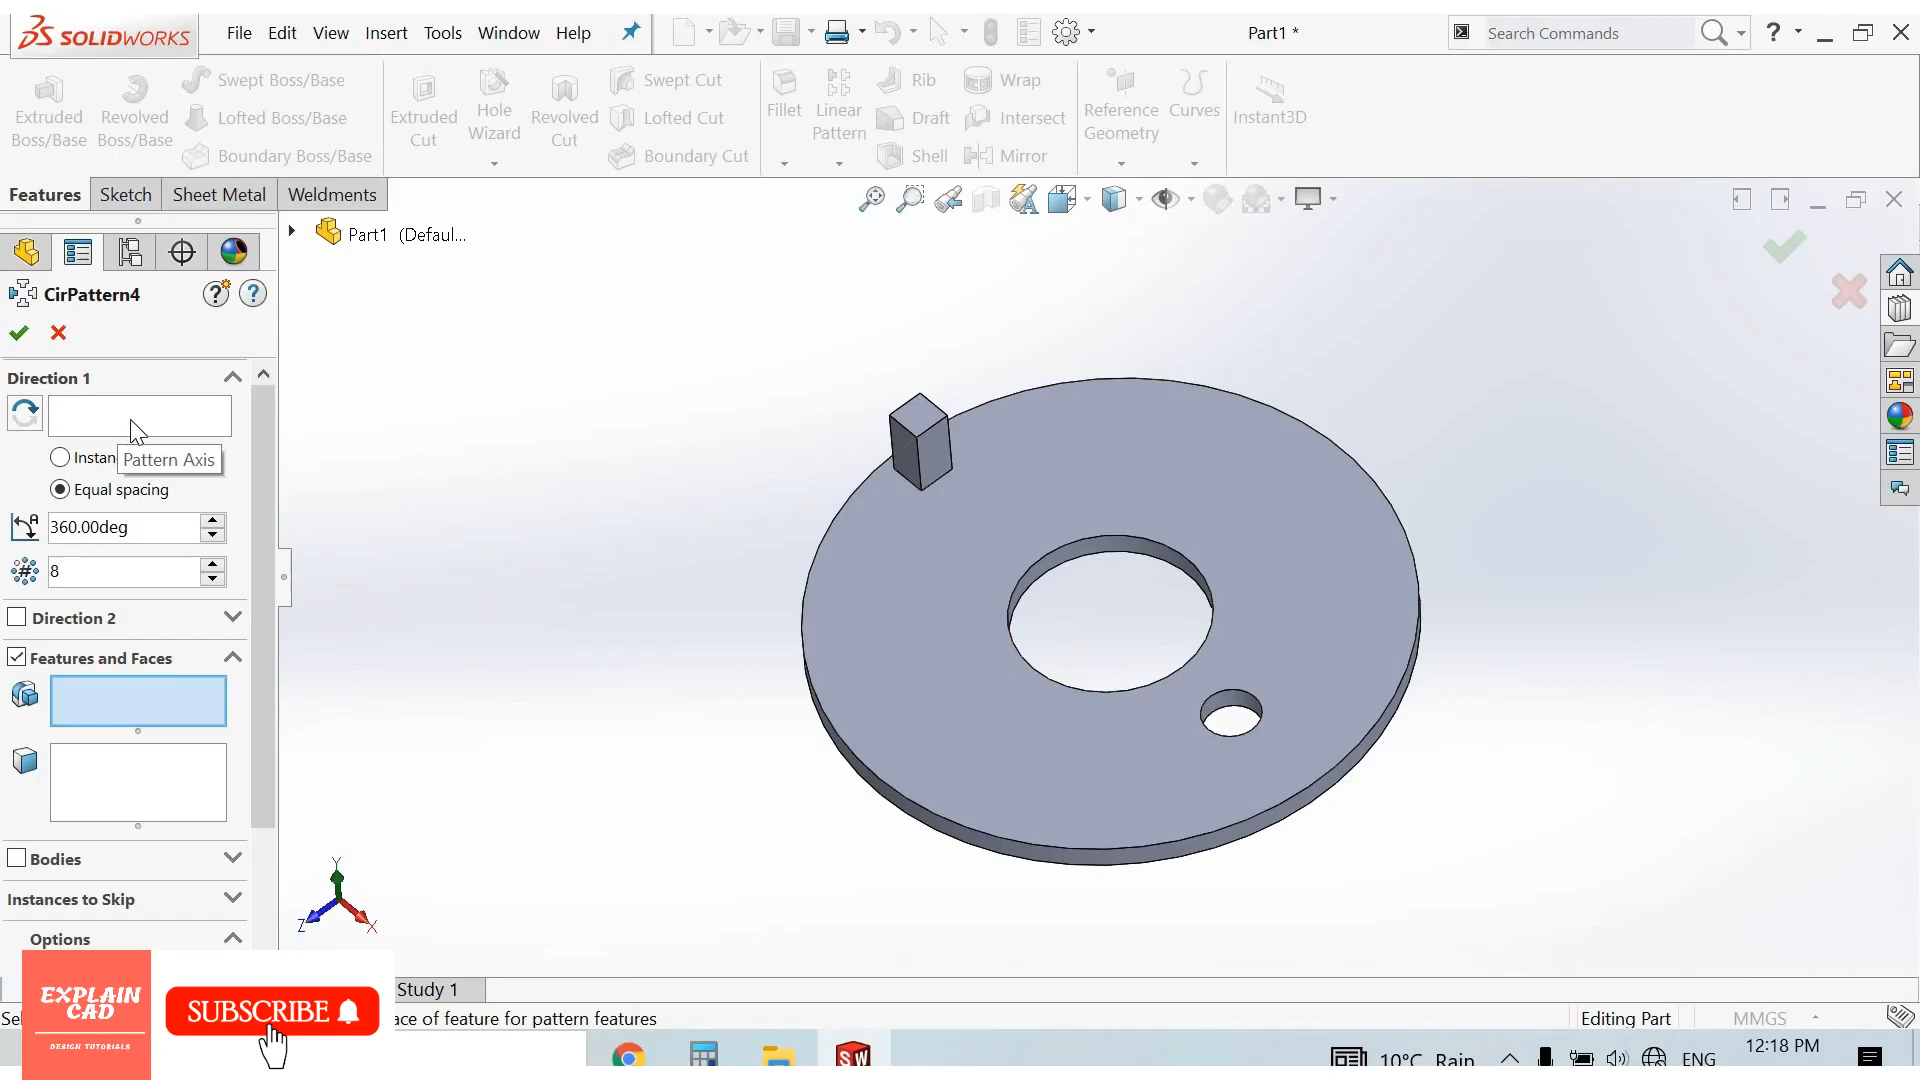 SOLIDWORKS File Edit View Insert Tools Window Help Part1 * Search Commands ?
Extruded Boss/Base
Revolved Boss/Base
Swept Boss/Base
Lofted Boss/Base
Boundary Boss/Base
Extruded Cut
Hole Wizard
Revolved Cut
Swept Cut
Lofted Cut
Boundary Cut
Fillet
Linear Pattern
Rib
Draft
Shell
Wrap
Intersect
Mirror
Reference Geometry
Curves
Instant3D
Features Sketch Sheet Metal Weldments
Part1 (Defaul...
CirPattern4 ? ?
Direction 1
Instan
Pattern Axis
Equal spacing
360.00deg
# 8
Direction 2
Features and Faces
Bodies
Instances to Skip
Options
Y
Z
X
EXPLAIN
CAD
DESIGN TUTORIALS
SUBSCRIBE
Study 1
ace of feature for pattern features
Editing Part MMGS
SW
10°C Rain ENG 12:18 PM